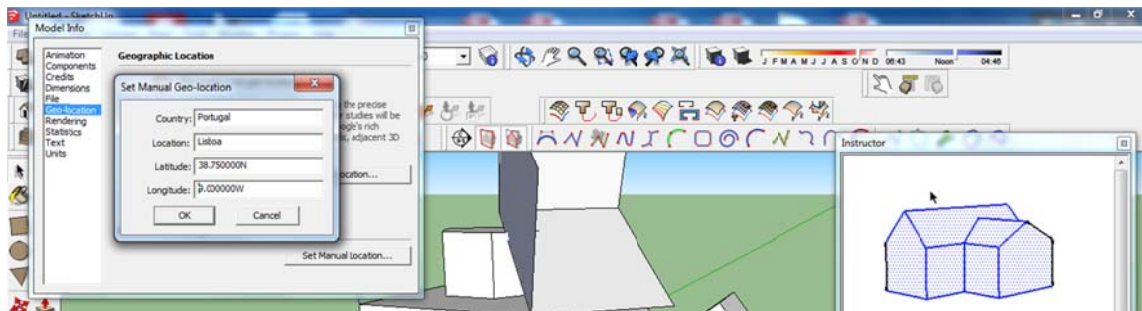 Untitled - SketchUp
Model Info
Animation
Components
Credits
Dimensions
File
Geo-location
Rendering
Statistics
Text
Units
Geographic Location
the precise
studies will be
ogle's rich
, adjacent 3D
ocation...
Set Manual location...
Set Manual Geo-location
Country: Portugal
Location: Lisboa
Latitude: 38.750000N
Longitude: .000000W
OK Cancel
J F M A M J J A S O N D 06:43 Noon 04:46
Instructor